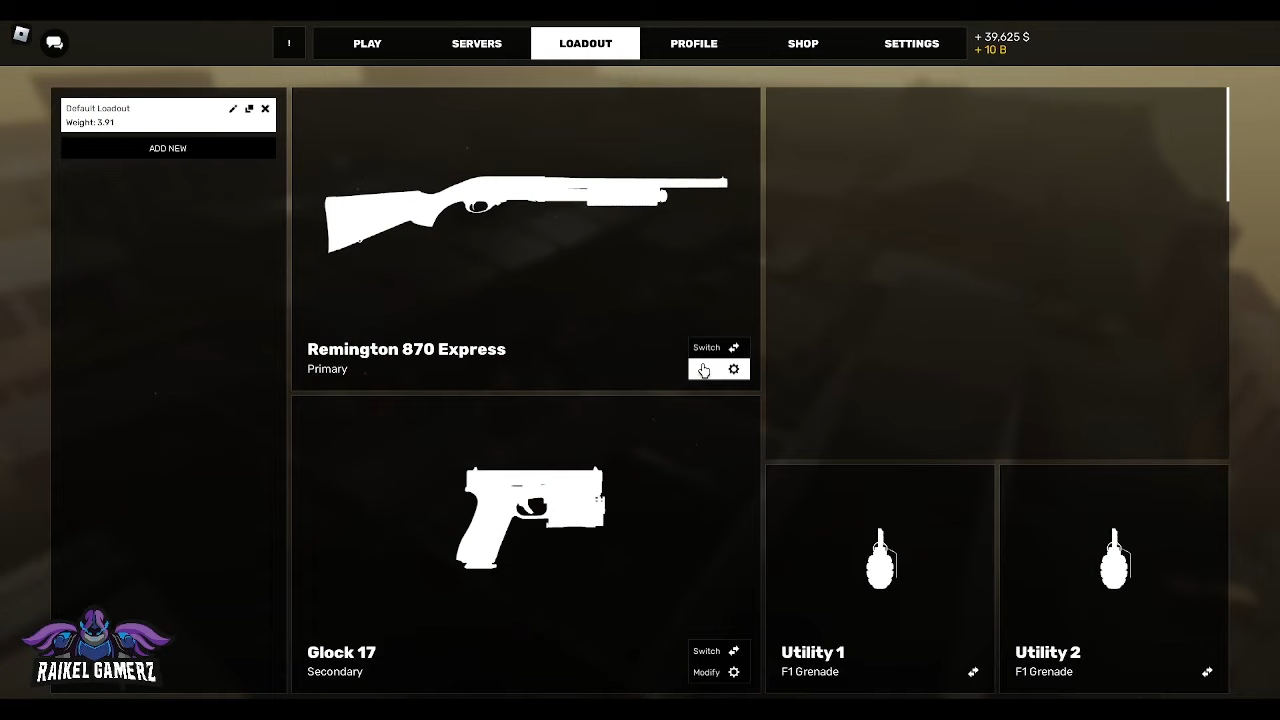 !
PLAY
SERVERS
LOADOUT
PROFILE
SHOP
SETTINGS
+ 39.625 $
+ 10 B
Default Loadout
Weight: 3.91
ADD NEW
Remington 870 Express
Primary
Switch
Glock 17
Secondary
Switch
Modify
Utility 1
F1 Grenade
Utility 2
F1 Grenade
RAIKEL GAMERZ